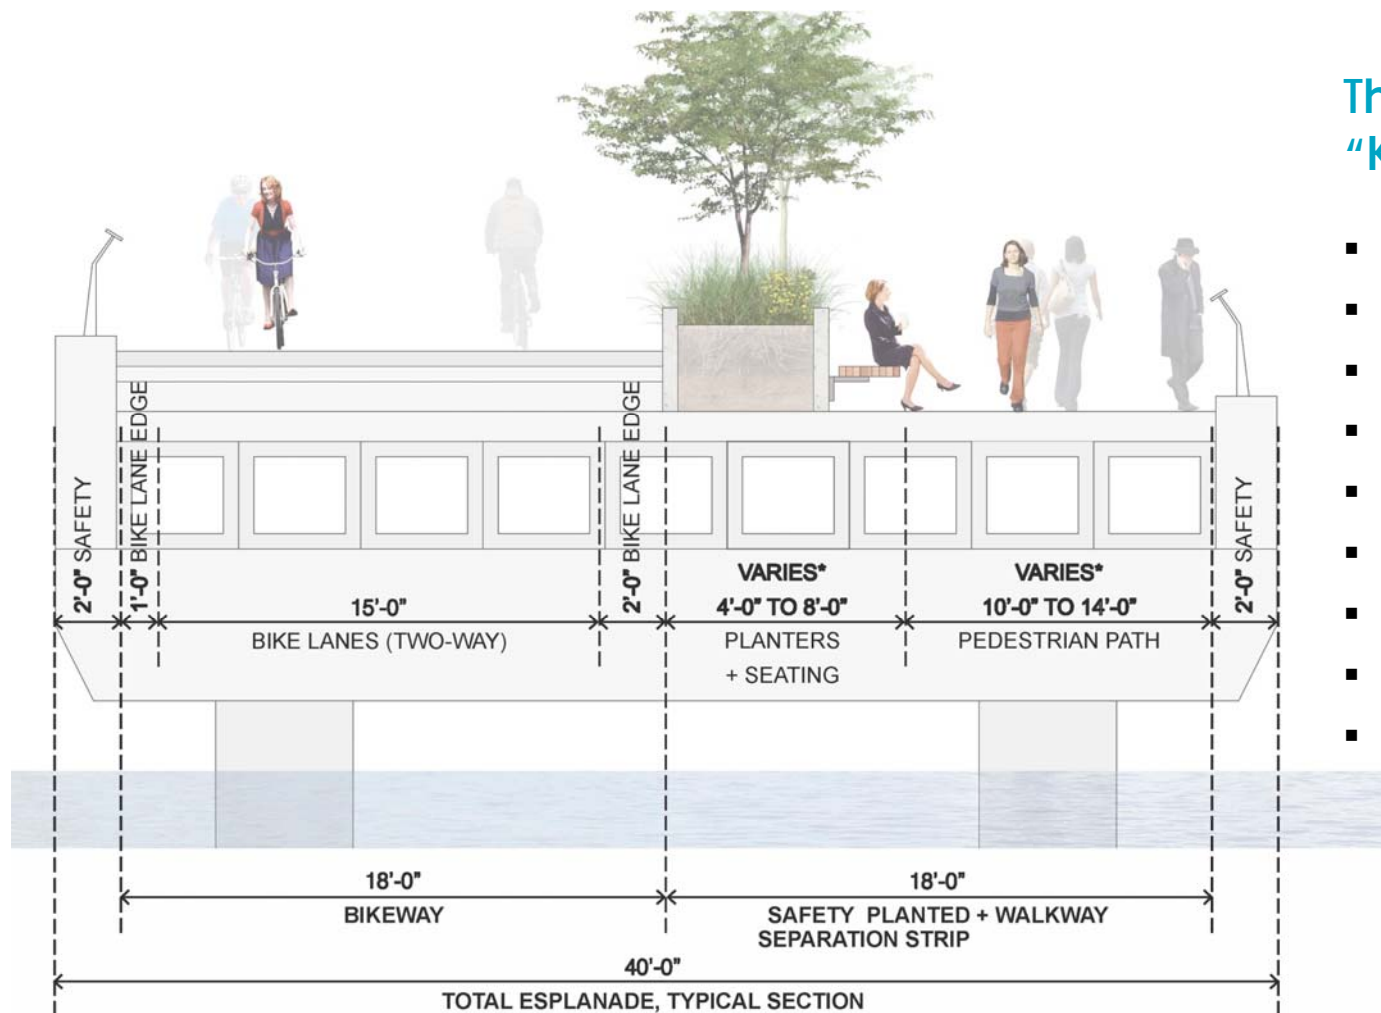 Th
“K
2'-0" SAFETY
1'-0" BIKE LANE EDGE
15'-0"
BIKE LANES (TWO-WAY)
2'-0" BIKE LANE EDGE
VARIES*
4'-0" TO 8'-0"
PLANTERS
+ SEATING
VARIES*
10'-0" TO 14'-0"
PEDESTRIAN PATH
2'-0" SAFETY
18'-0"
BIKEWAY
18'-0"
SAFETY PLANTED + WALKWAY
SEPARATION STRIP
40'-0"
TOTAL ESPLANADE, TYPICAL SECTION